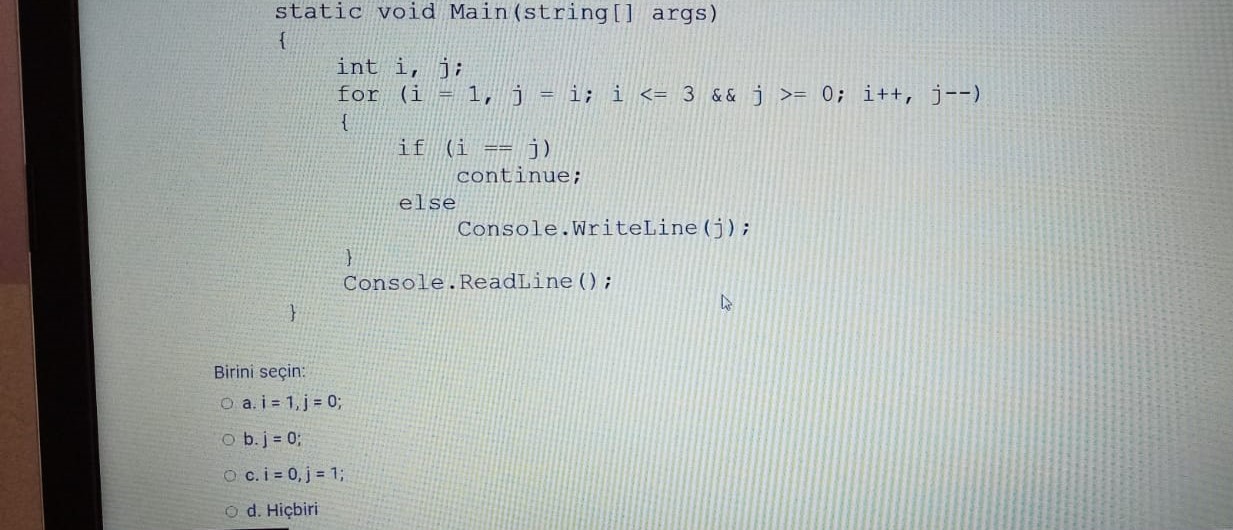 static void Main(string[] args)
{
int i, j;
for (i = 1, j = i; i <= 3 && j >= 0; i++, j--)
{
if (i == j)
continue;
else
Console.WriteLine(j);
}
Console.ReadLine();
}
Birini seçin:
a. i = 1, j = 0;
b. j = 0;
c. i = 0, j = 1;
d. Hiçbiri